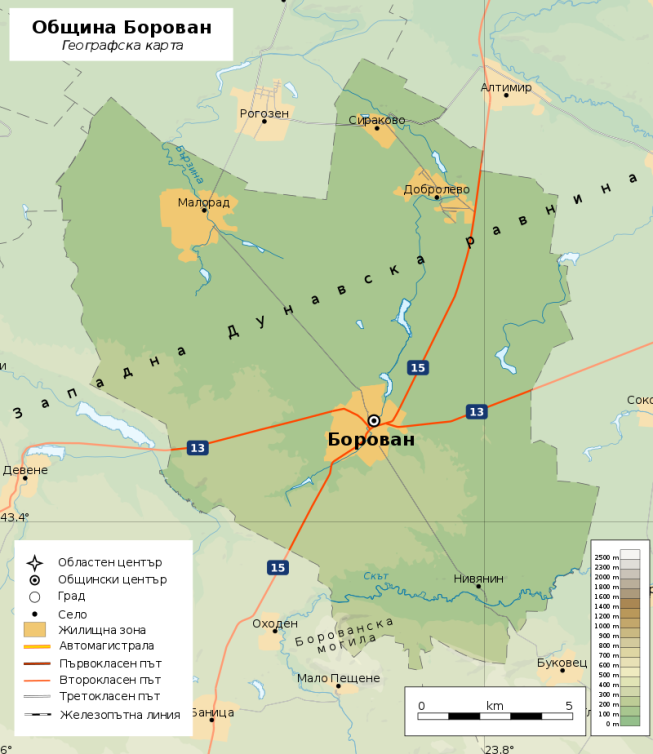 Община Борован
Географска карта
Алтимир
Рогозен
Сираково
Бързина
Добролево
Малорад
Западна Дунавска равнина
15
13
Соко
13
Борован
и
Девене
43.4°
15
Скът
Нивянин
Оходен
Борованска
могила
Буковец
Мало Пещене
Баница
Областен център
Общински център
Град
Село
Жилищна зона
Автомагистрала
Първокласен път
Второкласен път
Третокласен път
Железопътна линия
2500 m
2300 m
2000 m
1800 m
1600 m
1400 m
1200 m
1000 m
900 m
800 m
700 m
600 m
500 m
400 m
300 m
200 m
100 m
0 m
0 km 5
6°
23.8°